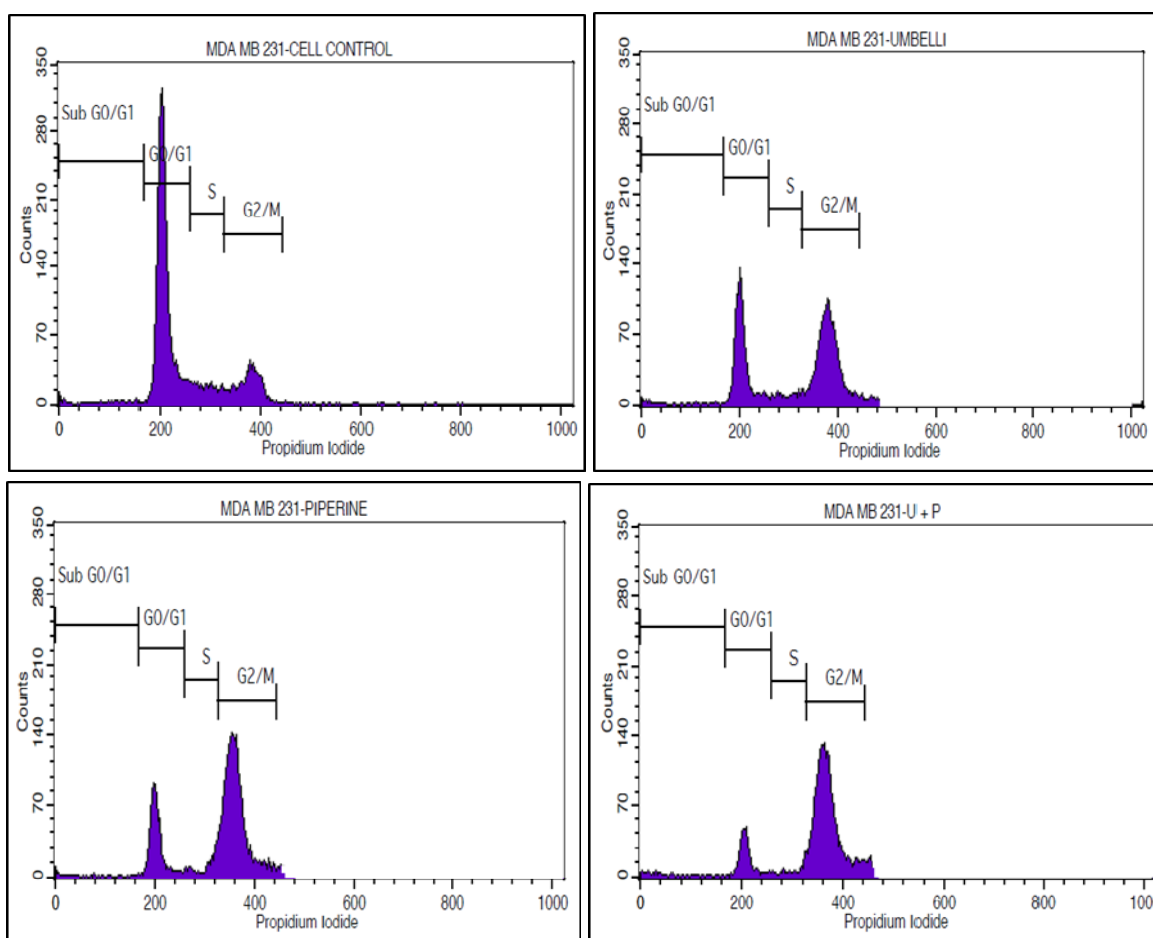 MDA MB 231-CELL CONTROL
350
280
210
140
70
0
Counts
Sub G0/G1
G0/G1
S
G2/M
0 200 400 600 800 1000
Propidium Iodide
MDA MB 231-UMBELLI
350
280
210
140
70
0
Counts
Sub G0/G1
G0/G1
S
G2/M
0 200 400 600 800 1000
Propidium Iodide
MDA MB 231-PIPERINE
350
280
210
140
70
0
Counts
Sub G0/G1
G0/G1
S
G2/M
0 200 400 600 800 1000
Propidium Iodide
MDA MB 231-U + P
350
280
210
140
70
0
Counts
Sub G0/G1
G0/G1
S
G2/M
0 200 400 600 800 1000
Propidium Iodide